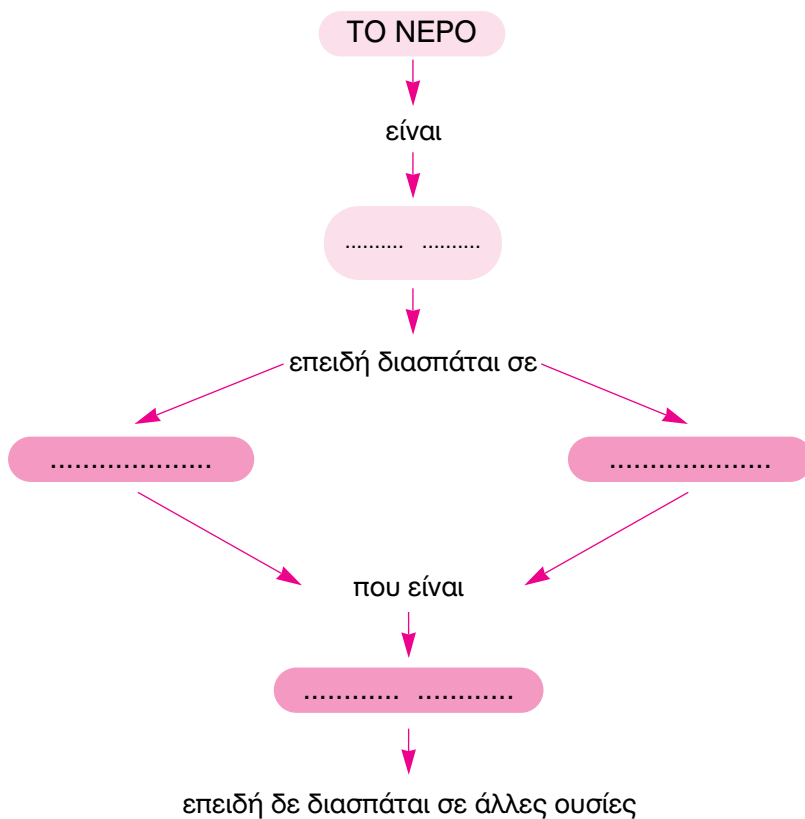 ΤΟ ΝΕΡΟ
είναι
.......... ..........
επειδή διασπάται σε
.................... ....................
που είναι
............ ............
επειδή δε διασπάται σε άλλες ουσίες